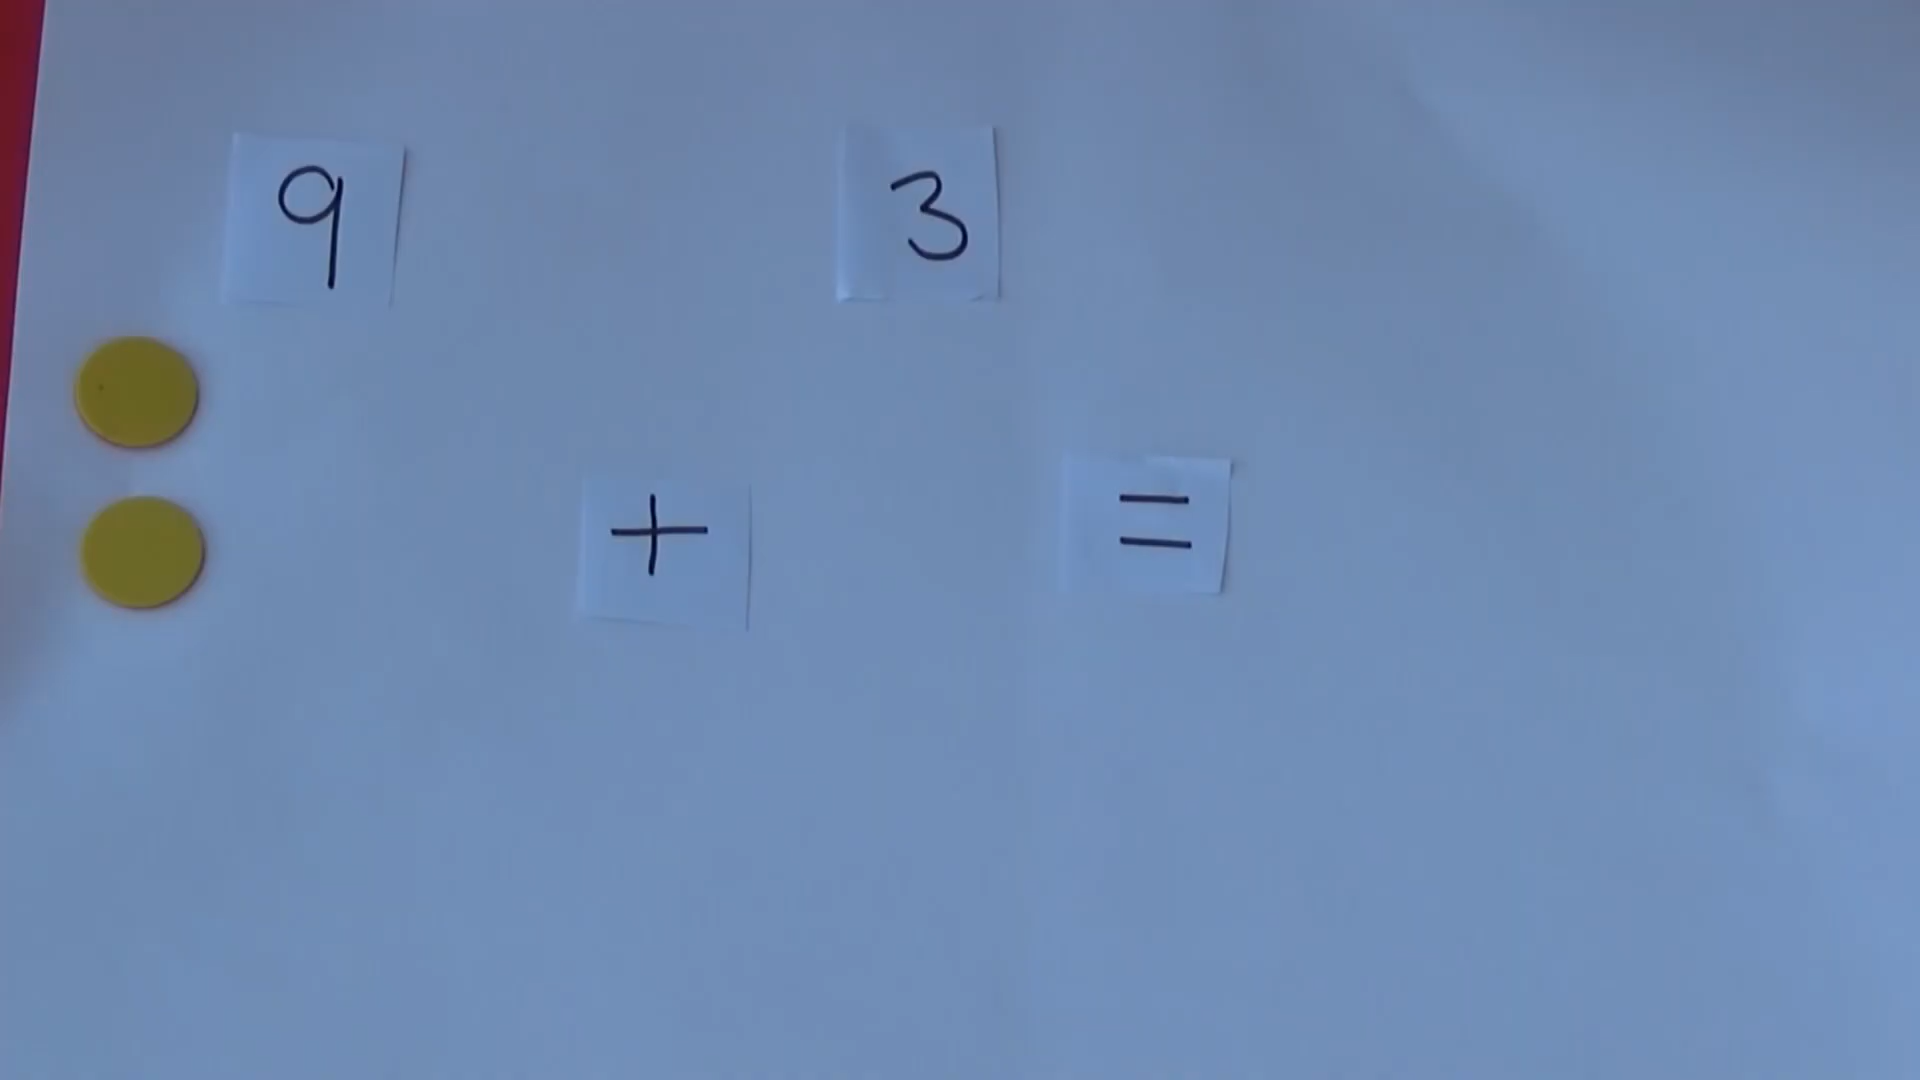 9 3
+ =